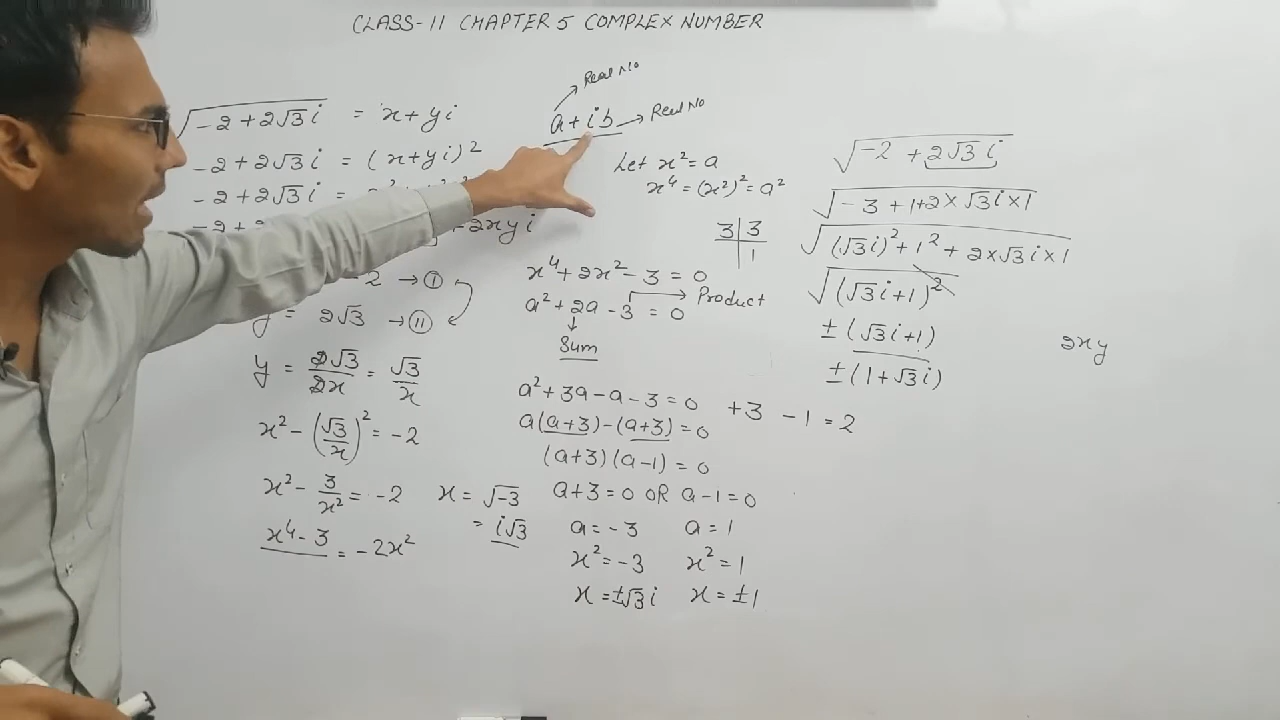 CLASS-11 CHAPTER 5 COMPLEX NUMBER
√(-2+2√3i) = x+yi
-2+2√3i = (x+yi)²
-2+2√3i =
-2+2 +2xyi
-2 → (I)
y = 2√3 → (II)
y = 2√3/2x = √3/x
x² - (√3/x)² = -2
x² - 3/x² = -2
x⁴-3 = -2x²
x = √-3
= i√3
Real No
a+ib → Real No
Let x² = a
x⁴ = (x²)² = a²
3 | 3
1
x⁴+2x²-3 = 0
a²+2a-3 = 0 → Product
↓
Sum
a²+3a-a-3 = 0
+3 -1 = 2
a(a+3)-(a+3) = 0
(a+3)(a-1) = 0
a+3=0 OR a-1=0
a = -3 a = 1
x² = -3 x² = 1
x = ±√3i x = ±1
√(-2+2√3i)
√(-3+1+2×√3i×1)
√((√3i)²+1²+2×√3i×1)
√(√3i+1)²
±(√3i+1)
±(1+√3i)
2xy